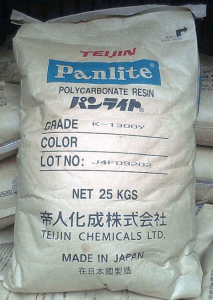 TEIJIN
Panlite®
POLYCARBONATE RESIN
パンライト®
GRADE K-1300Y
COLOR
LOT NO: J4F09202
NET 25 KGS
帝人化成株式会社
TEIJIN CHEMICALS LTD.
MADE IN JAPAN
在日本國製造